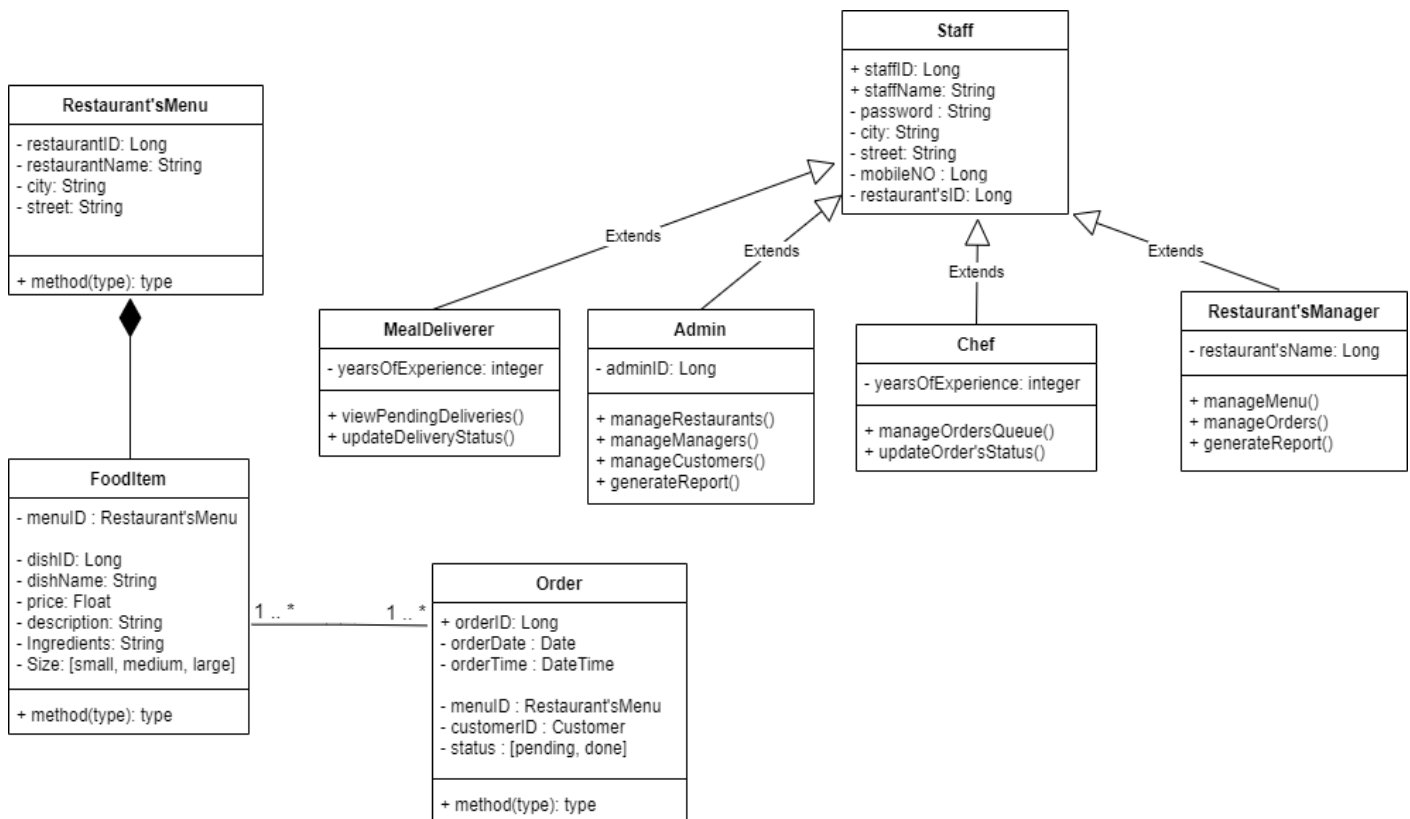 Staff
+ staffID: Long
+ staffName: String
- password : String
- city: String
- street: String
- mobileNO : Long
- restaurant'sID: Long
Restaurant'sMenu
- restaurantID: Long
- restaurantName: String
- city: String
- street: String
+ method(type): type
Extends
Extends
Extends
Extends
MealDeliverer
- yearsOfExperience: integer
+ viewPendingDeliveries()
+ updateDeliveryStatus()
Admin
- adminID: Long
+ manageRestaurants()
+ manageManagers()
+ manageCustomers()
+ generateReport()
Chef
- yearsOfExperience: integer
+ manageOrdersQueue()
+ updateOrder'sStatus()
Restaurant'sManager
- restaurant'sName: Long
+ manageMenu()
+ manageOrders()
+ generateReport()
FoodItem
- menuID : Restaurant'sMenu
- dishID: Long
- dishName: String
- price: Float
- description: String
- Ingredients: String
- Size: [small, medium, large]
+ method(type): type
1 .. *
1 .. *
Order
+ orderID: Long
- orderDate : Date
- orderTime : DateTime
- menuID : Restaurant'sMenu
- customerID : Customer
- status : [pending, done]
+ method(type): type